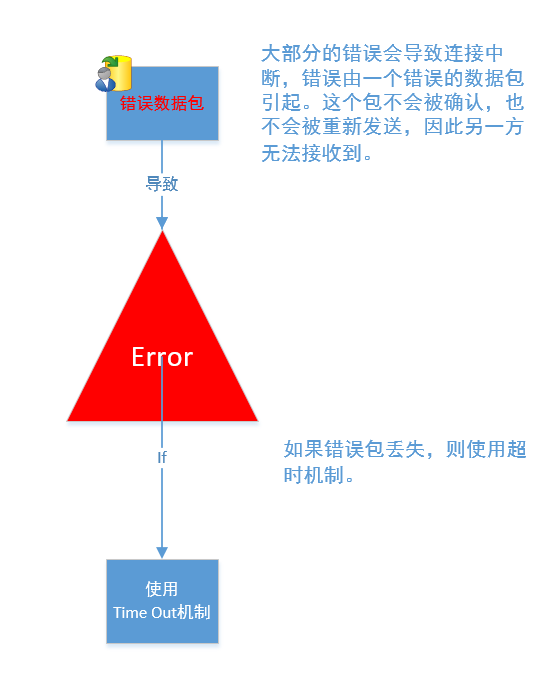 大部分的错误会导致连接中
断，错误由一个错误的数据包
引起。这个包不会被确认，也
不会被重新发送，因此另一方
无法接收到。
错误数据包
导致
Error
If
如果错误包丢失，则使用超
时机制。
使用
Time Out机制